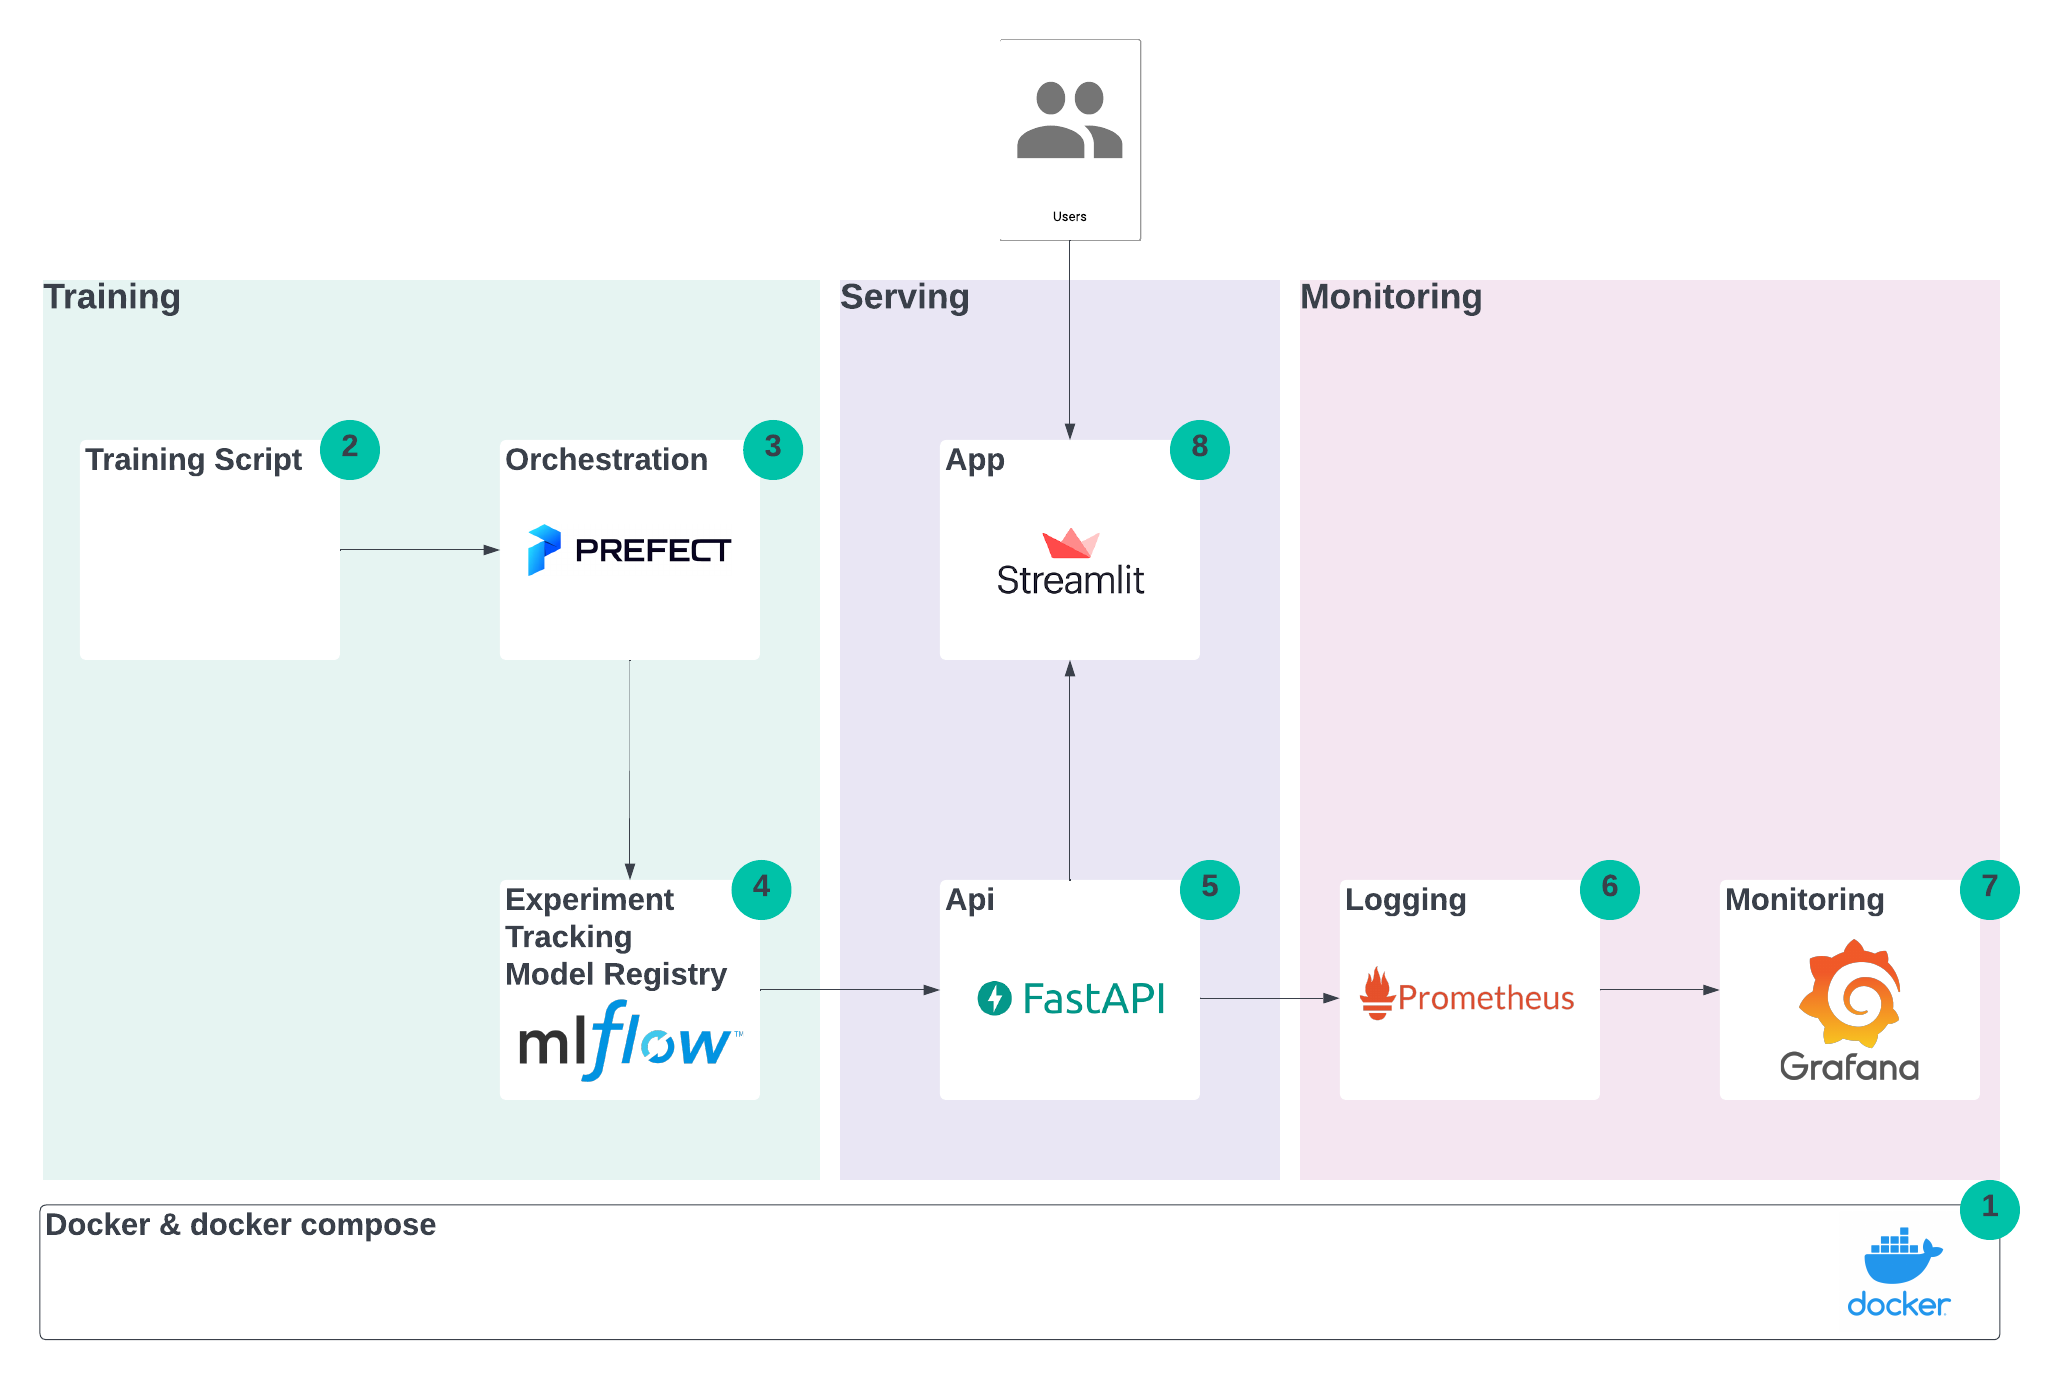 Users
Training
Serving
Monitoring
Training Script
2
Orchestration
3
PREFECT
App
8
Streamlit
Experiment
Tracking
Model Registry
4
mlflow™
Api
5
FastAPI
Logging
6
Prometheus
Monitoring
7
Grafana
Docker & docker compose
1
docker